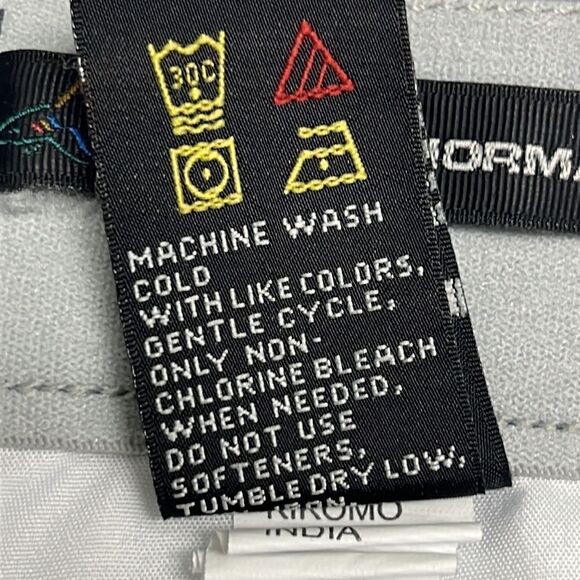 30C
NORMA
MACHINE WASH
COLD
WITH LIKE COLORS,
GENTLE CYCLE,
ONLY NON-
CHLORINE BLEACH
WHEN NEEDED,
DO NOT USE
SOFTENERS,
TUMBLE DRY LOW,
INDIA